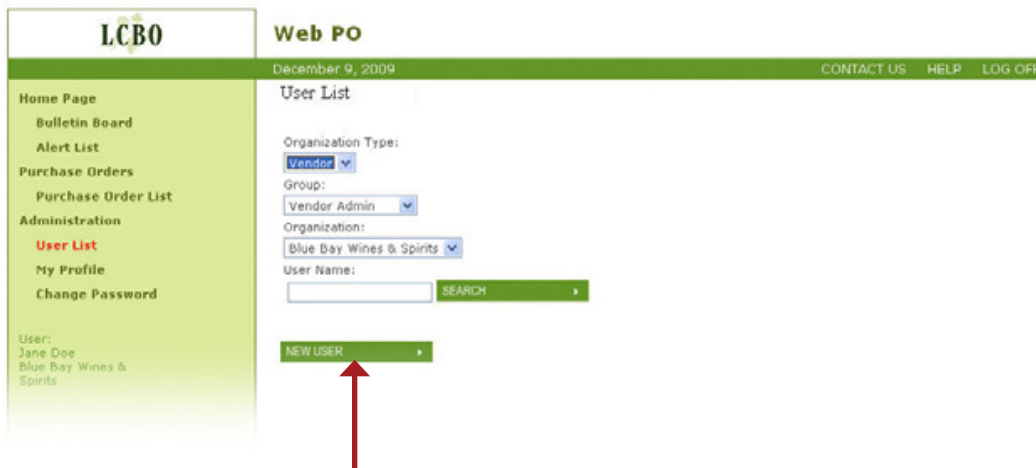 LCBO
Web PO
December 9, 2009
CONTACT US HELP LOG OFF
Home Page
Bulletin Board
Alert List
Purchase Orders
Purchase Order List
Administration
User List
My Profile
Change Password
User:
Jane Doe
Blue Bay Wines &
Spirits
User List
Organization Type:
Vendor
Group:
Vendor Admin
Organization:
Blue Bay Wines & Spirits
User Name:
SEARCH
NEW USER